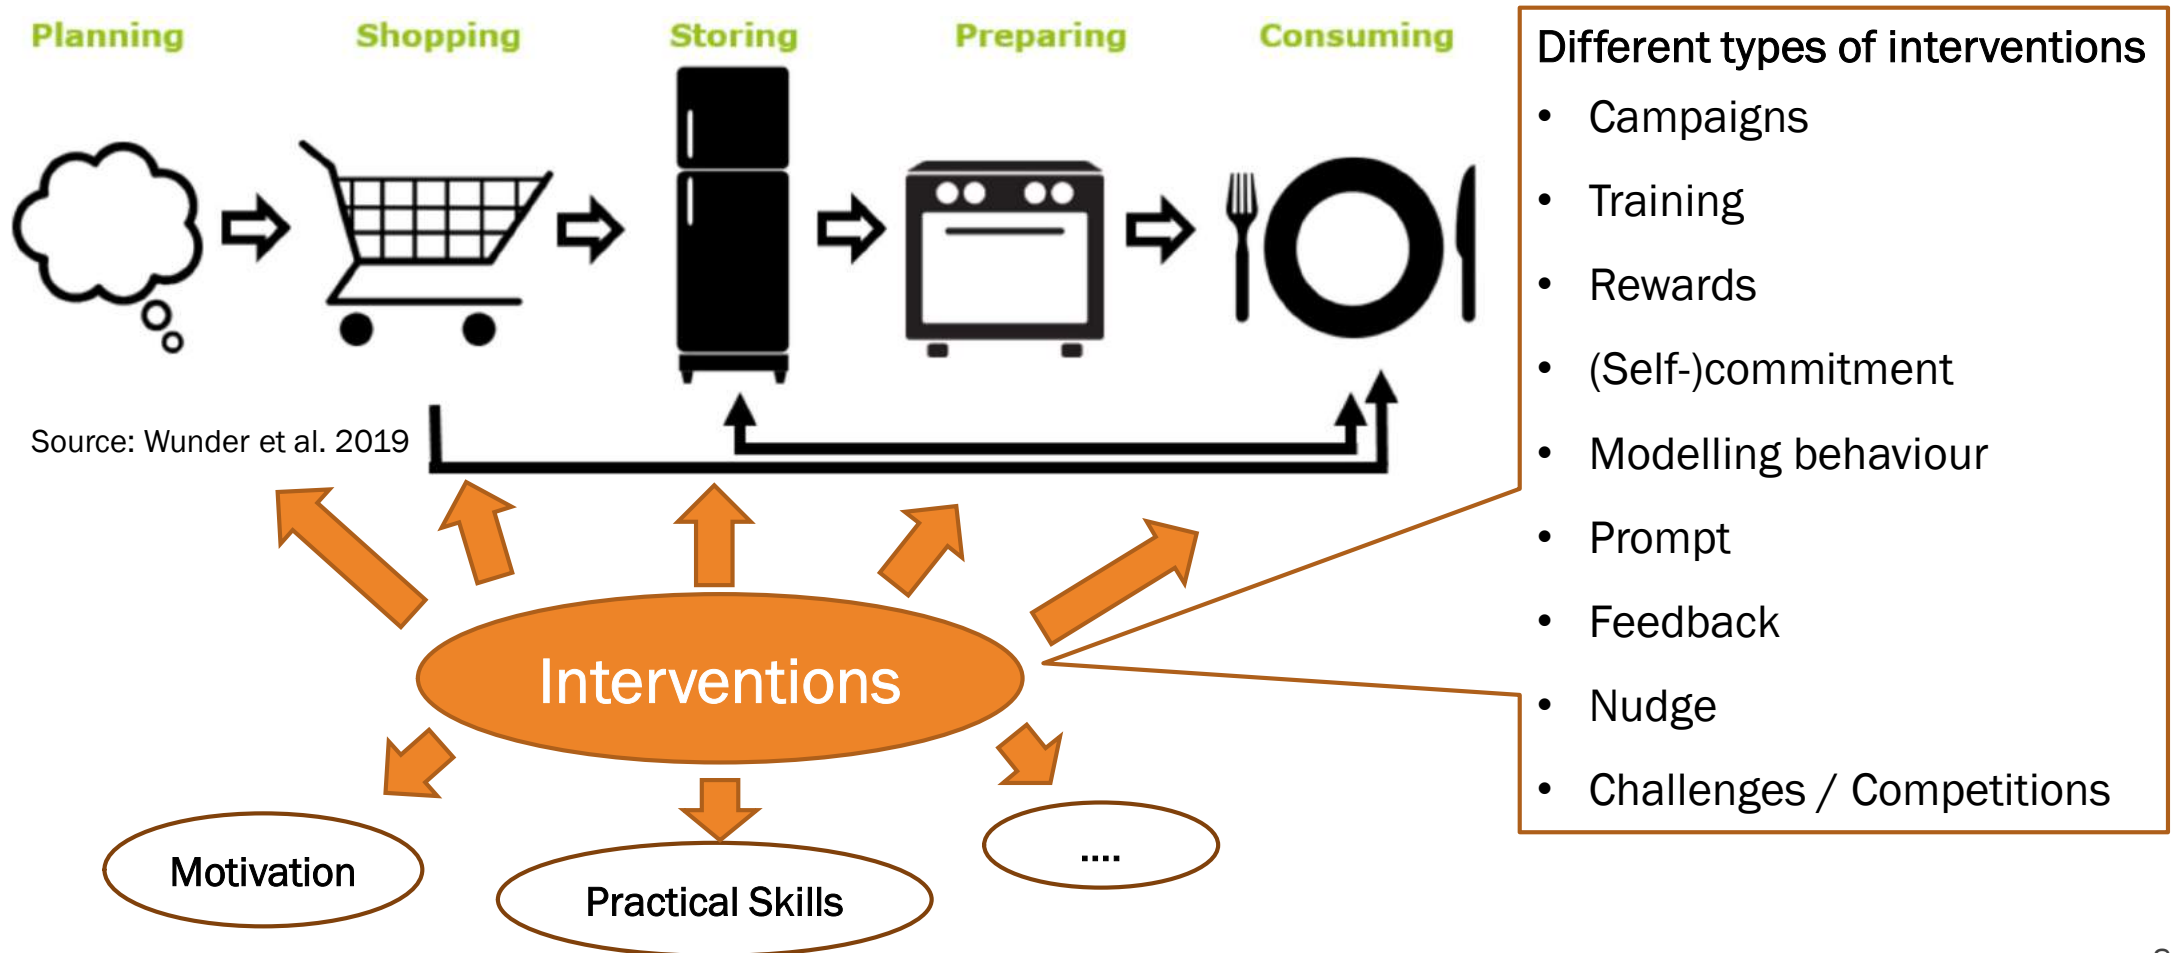 Planning
Shopping
Storing
Preparing
Consuming
Source: Wunder et al. 2019
Interventions
Motivation
Practical Skills
....
Different types of interventions
• Campaigns
• Training
• Rewards
• (Self-)commitment
• Modelling behaviour
• Prompt
• Feedback
• Nudge
• Challenges / Competitions